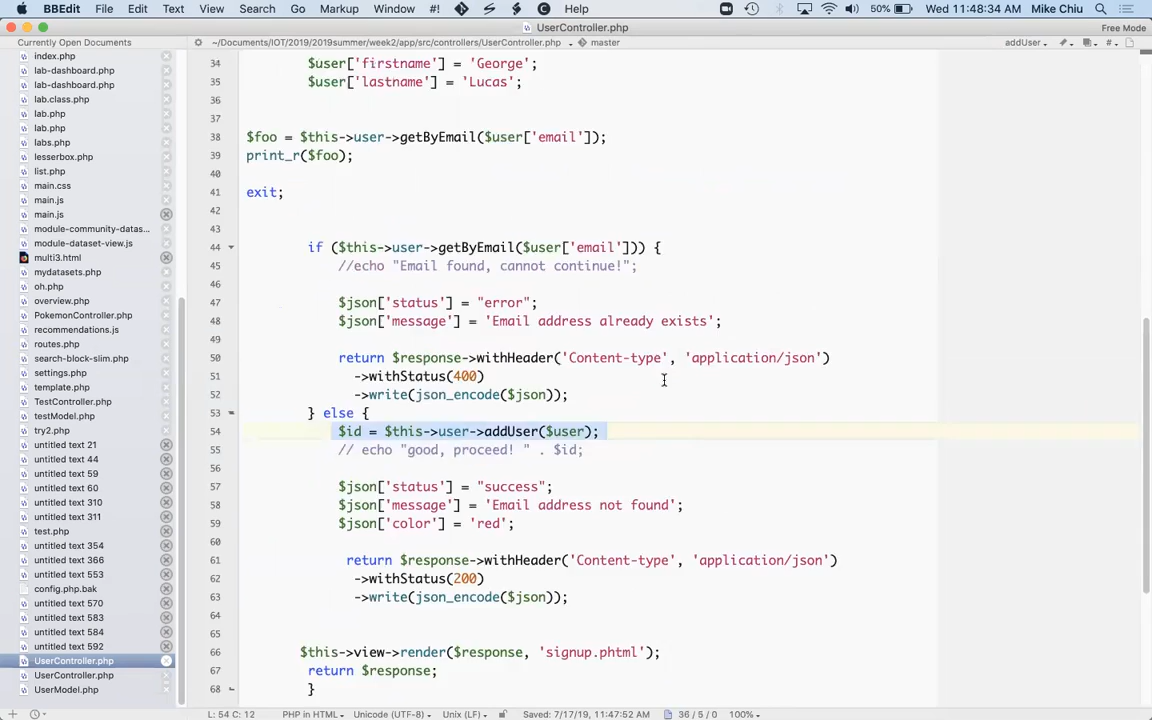 BBEdit File Edit Text View Search Go Markup Window #! Help 50% Wed 11:48:34 AM Mike Chiu
UserController.php
Currently Open Documents
~/Documents/IOT/2019/2019summer/week2/app/src/controllers/UserController.php master
addUser
Free Mode
index.php
lab-dashboard.php
lab-dashboard.php
lab.class.php
lab.php
lab.php
labs.php
lesserbox.php
list.php
main.css
main.js
main.js
module-community-datas...
module-dataset-view.js
multi3.html
mydatasets.php
oh.php
overview.php
PokemonController.php
recommendations.js
routes.php
search-block-slim.php
settings.php
template.php
TestController.php
testModel.php
try2.php
untitled text 21
untitled text 44
untitled text 59
untitled text 60
untitled text 310
untitled text 311
test.php
untitled text 354
untitled text 366
untitled text 553
config.php.bak
untitled text 570
untitled text 583
untitled text 584
untitled text 592
UserController.php
UserController.php
UserModel.php
34 $user['firstname'] = 'George';
35 $user['lastname'] = 'Lucas';
36
37
38 $foo = $this->user->getByEmail($user['email']);
39 print_r($foo);
40
41 exit;
42
43
44 if ($this->user->getByEmail($user['email'])) {
45 //echo "Email found, cannot continue!";
46
47 $json['status'] = "error";
48 $json['message'] = 'Email address already exists';
49
50 return $response->withHeader('Content-type', 'application/json')
51 ->withStatus(400)
52 ->write(json_encode($json));
53 } else {
54 $id = $this->user->addUser($user);
55 // echo "good, proceed! " . $id;
56
57 $json['status'] = "success";
58 $json['message'] = 'Email address not found';
59 $json['color'] = 'red';
60
61 return $response->withHeader('Content-type', 'application/json')
62 ->withStatus(200)
63 ->write(json_encode($json));
64
65
66 $this->view->render($response, 'signup.phtml');
67 return $response;
68 }
L: 54 C: 12 PHP in HTML Unicode (UTF-8) Unix (LF) Saved: 7/17/19, 11:47:52 AM 36 / 5 / 0 100%